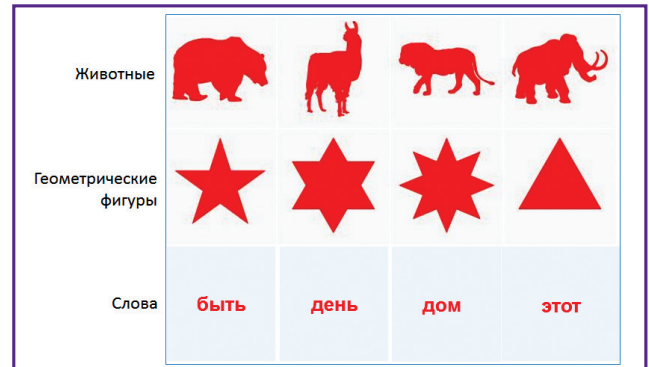 Животные
Геометрические
фигуры
Слова
быть
день
дом
этот